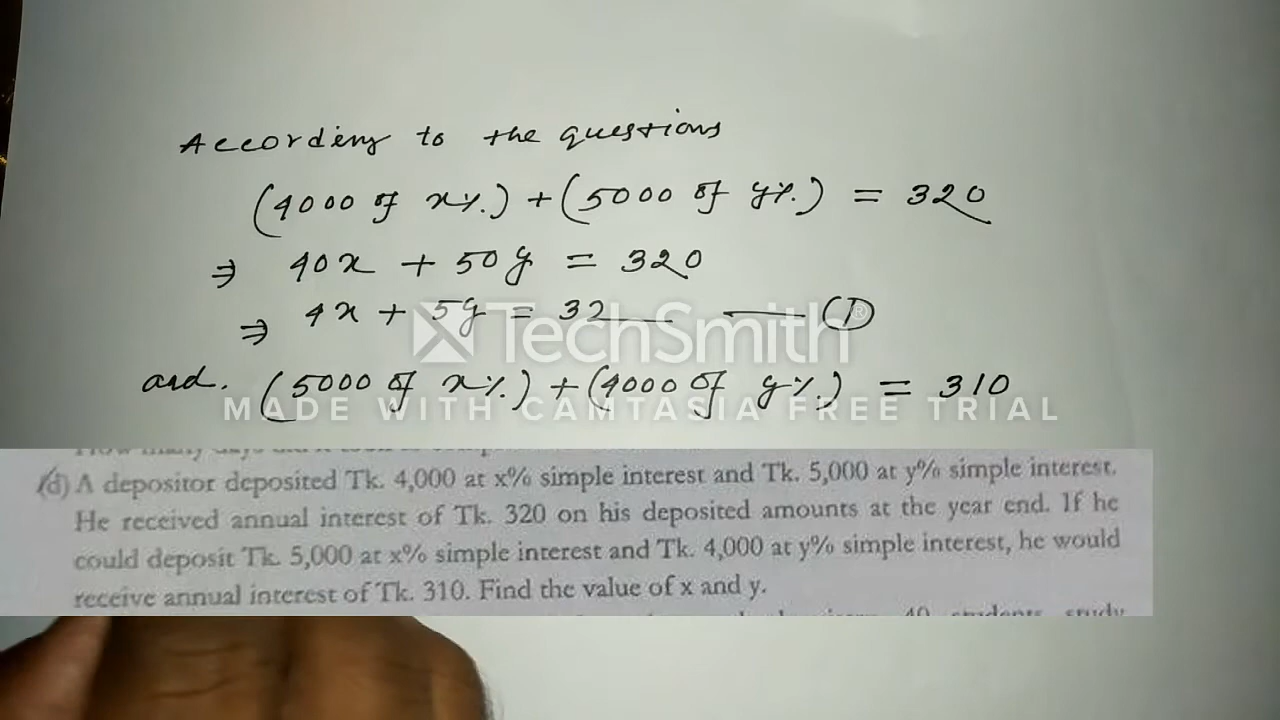 According to the questions
(4000 of x%.) + (5000 of y%.) = 320
⇒ 40x + 50y = 320
⇒ 4x + 5y = 32 —— ①
TechSmith®
and. (5000 of x%.) + (4000 of y%.) = 310
MADE WITH CAMTASIA FREE TRIAL
(d) A depositor deposited Tk. 4,000 at x% simple interest and Tk. 5,000 at y% simple interest.
He received annual interest of Tk. 320 on his deposited amounts at the year end. If he
could deposit Tk. 5,000 at x% simple interest and Tk. 4,000 at y% simple interest, he would
receive annual interest of Tk. 310. Find the value of x and y.
40 students study